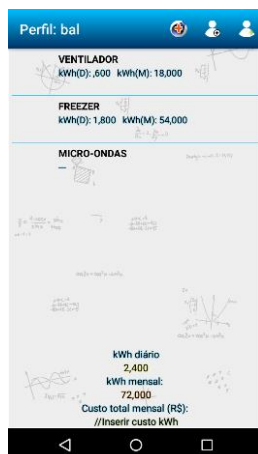 Perfil: bal
VENTILADOR
kWh(D): ,600 kWh(M): 18,000
FREEZER
kWh(D): 1,800 kWh(M): 54,000
MICRO-ONDAS
kWh diário
2,400
kWh mensal:
72,000
Custo total mensal (R$):
//Inserir custo kWh